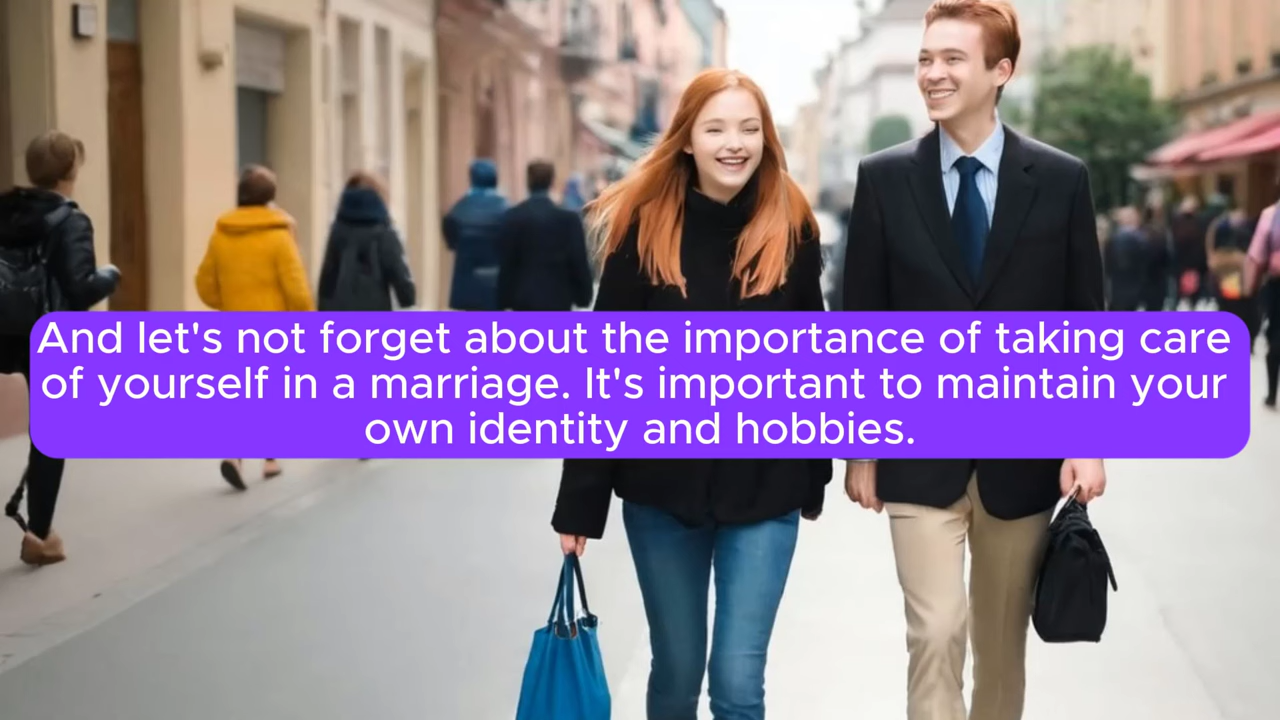 And let's not forget about the importance of taking care
of yourself in a marriage. It's important to maintain your
own identity and hobbies.